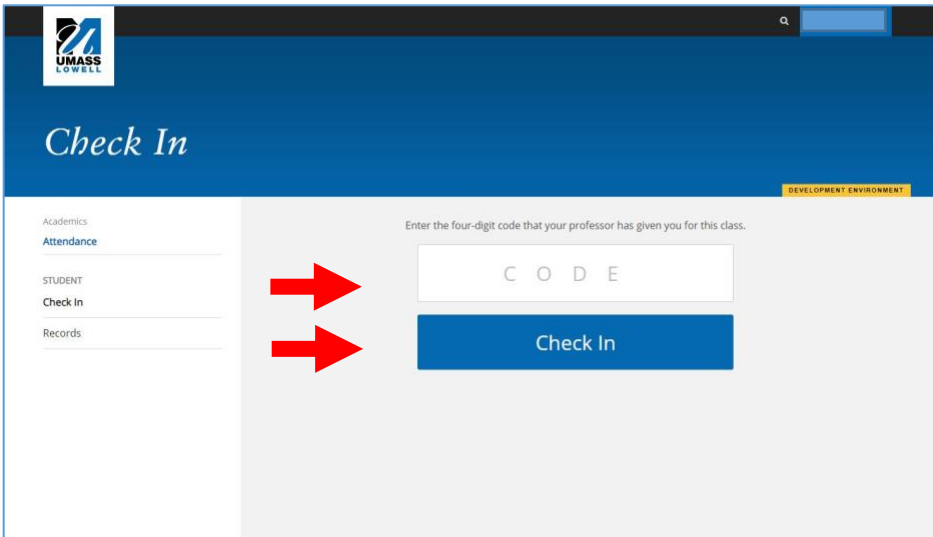 UMASS
LOWELL
Check In
DEVELOPMENT ENVIRONMENT
Academics
Attendance
STUDENT
Check In
Records
Enter the four-digit code that your professor has given you for this class.
CODE
Check In